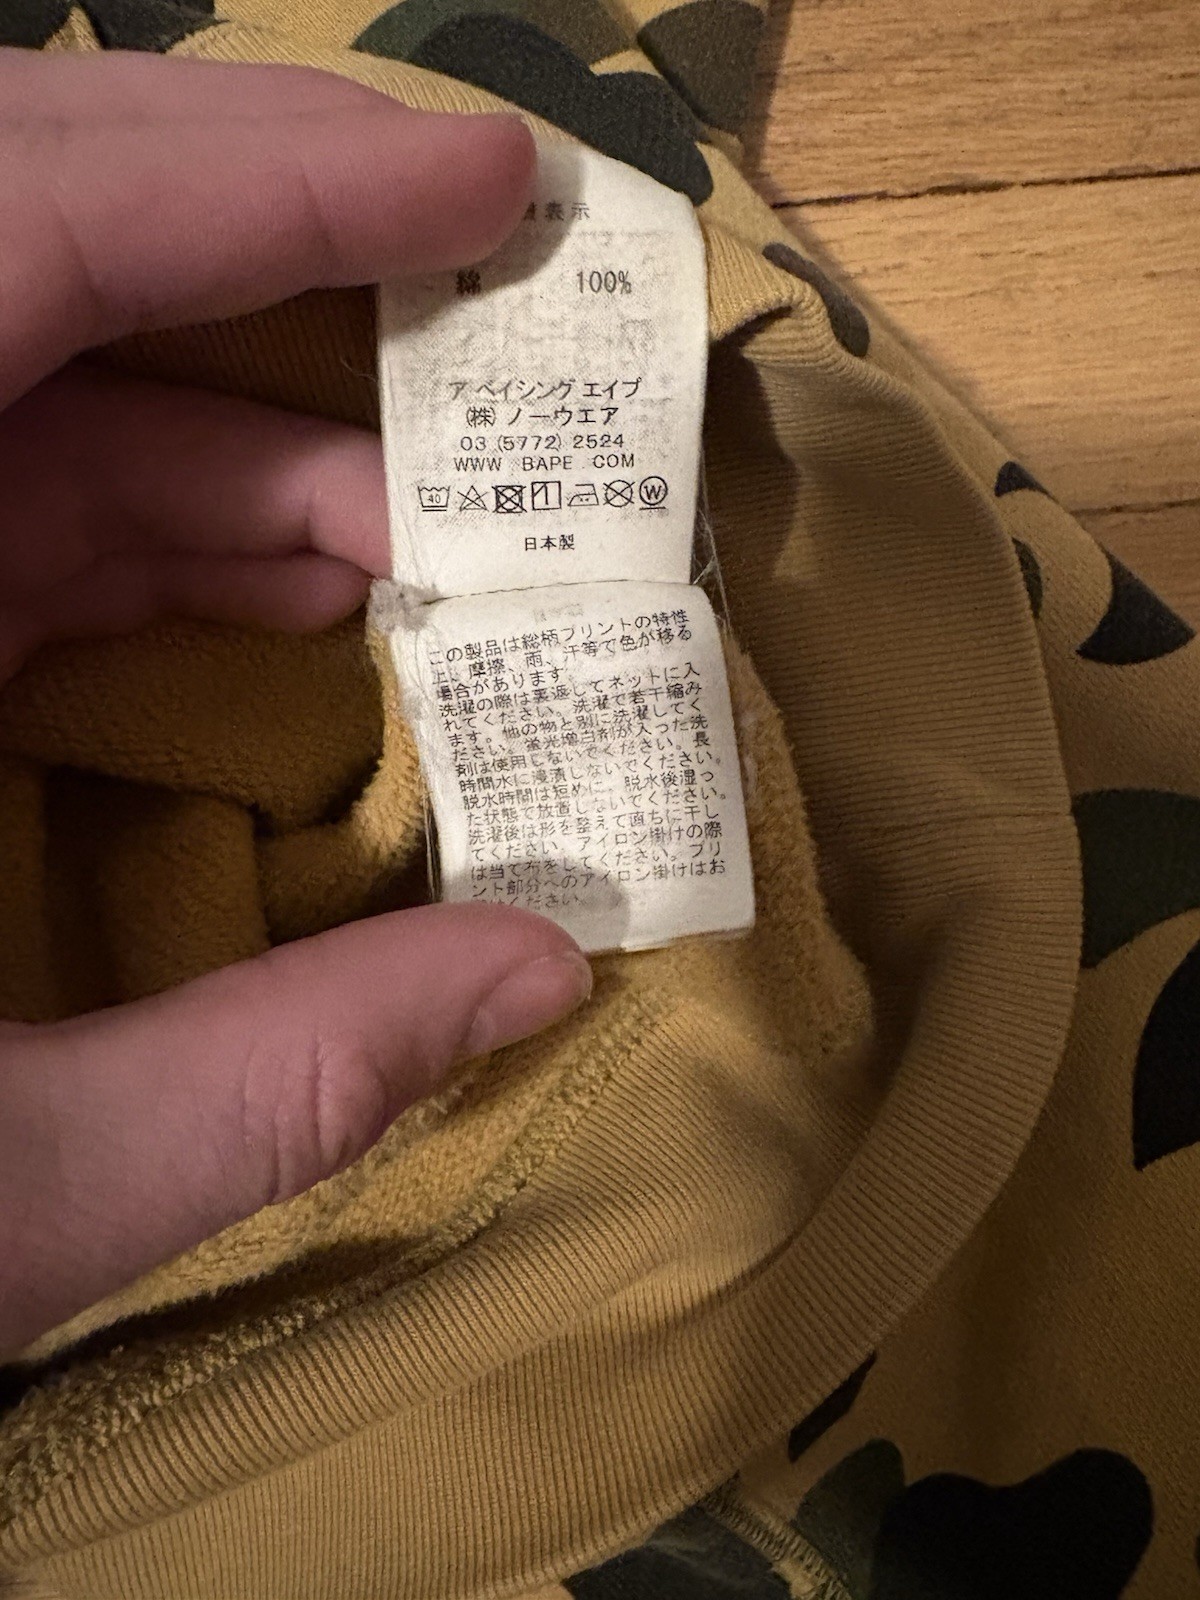 表示
綿 100%
ア ベイシング エイプ
(株) ノーウエア
03 (5772) 2524
WWW BAPE COM
40
W
日本製
この製品は総柄プリントの特性
上、摩擦、雨、汗等で色が移る
場合があります。
洗濯の際は裏返してネットに入
れてください。洗濯で若干縮み
ます。他の物と別に洗濯してく
ださい。蛍光増白剤が入った洗
剤は使用しないでください。長
時間水に浸漬しないでください。
脱水時間は短めに、脱水後湿っ
た状態で放置しないでください。
洗濯後は形を整えて直ちに干し
てください。アイロン掛けの際
は当て布をしてください。プリ
ント部分へのアイロン掛けはお
ください。